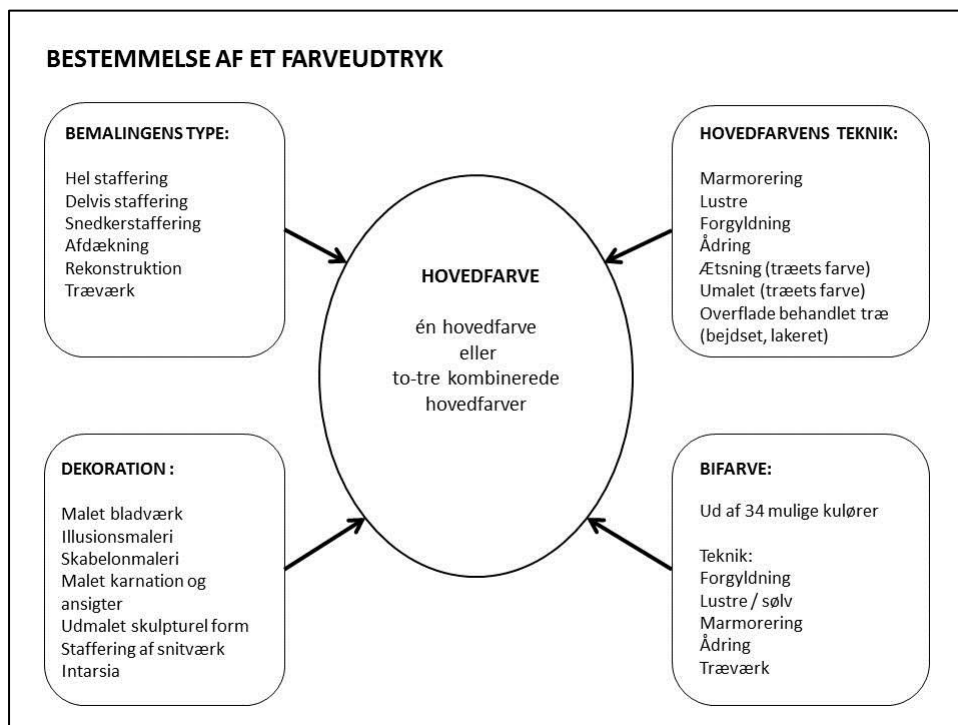 BESTEMMELSE AF ET FARVEUDTRYK
BEMALINGENS TYPE:
Hel staffering
Delvis staffering
Snedkerstaffering
Afdækning
Rekonstruktion
Træværk
HOVEDFARVENS TEKNIK:
Marmorering
Lustre
Forgyldning
Ådring
Ætsning (træets farve)
Umalet (træets farve)
Overflade behandlet træ
(bejdset, lakeret)
HOVEDFARVE
én hovedfarve
eller
to-tre kombinerede
hovedfarver
DEKORATION :
Malet bladværk
Illusionsmaleri
Skabelonmaleri
Malet karnation og
ansigter
Udmalet skulpturel form
Staffering af snitværk
Intarsia
BIFARVE:
Ud af 34 mulige kulører
Teknik:
Forgyldning
Lustre / sølv
Marmorering
Ådring
Træværk